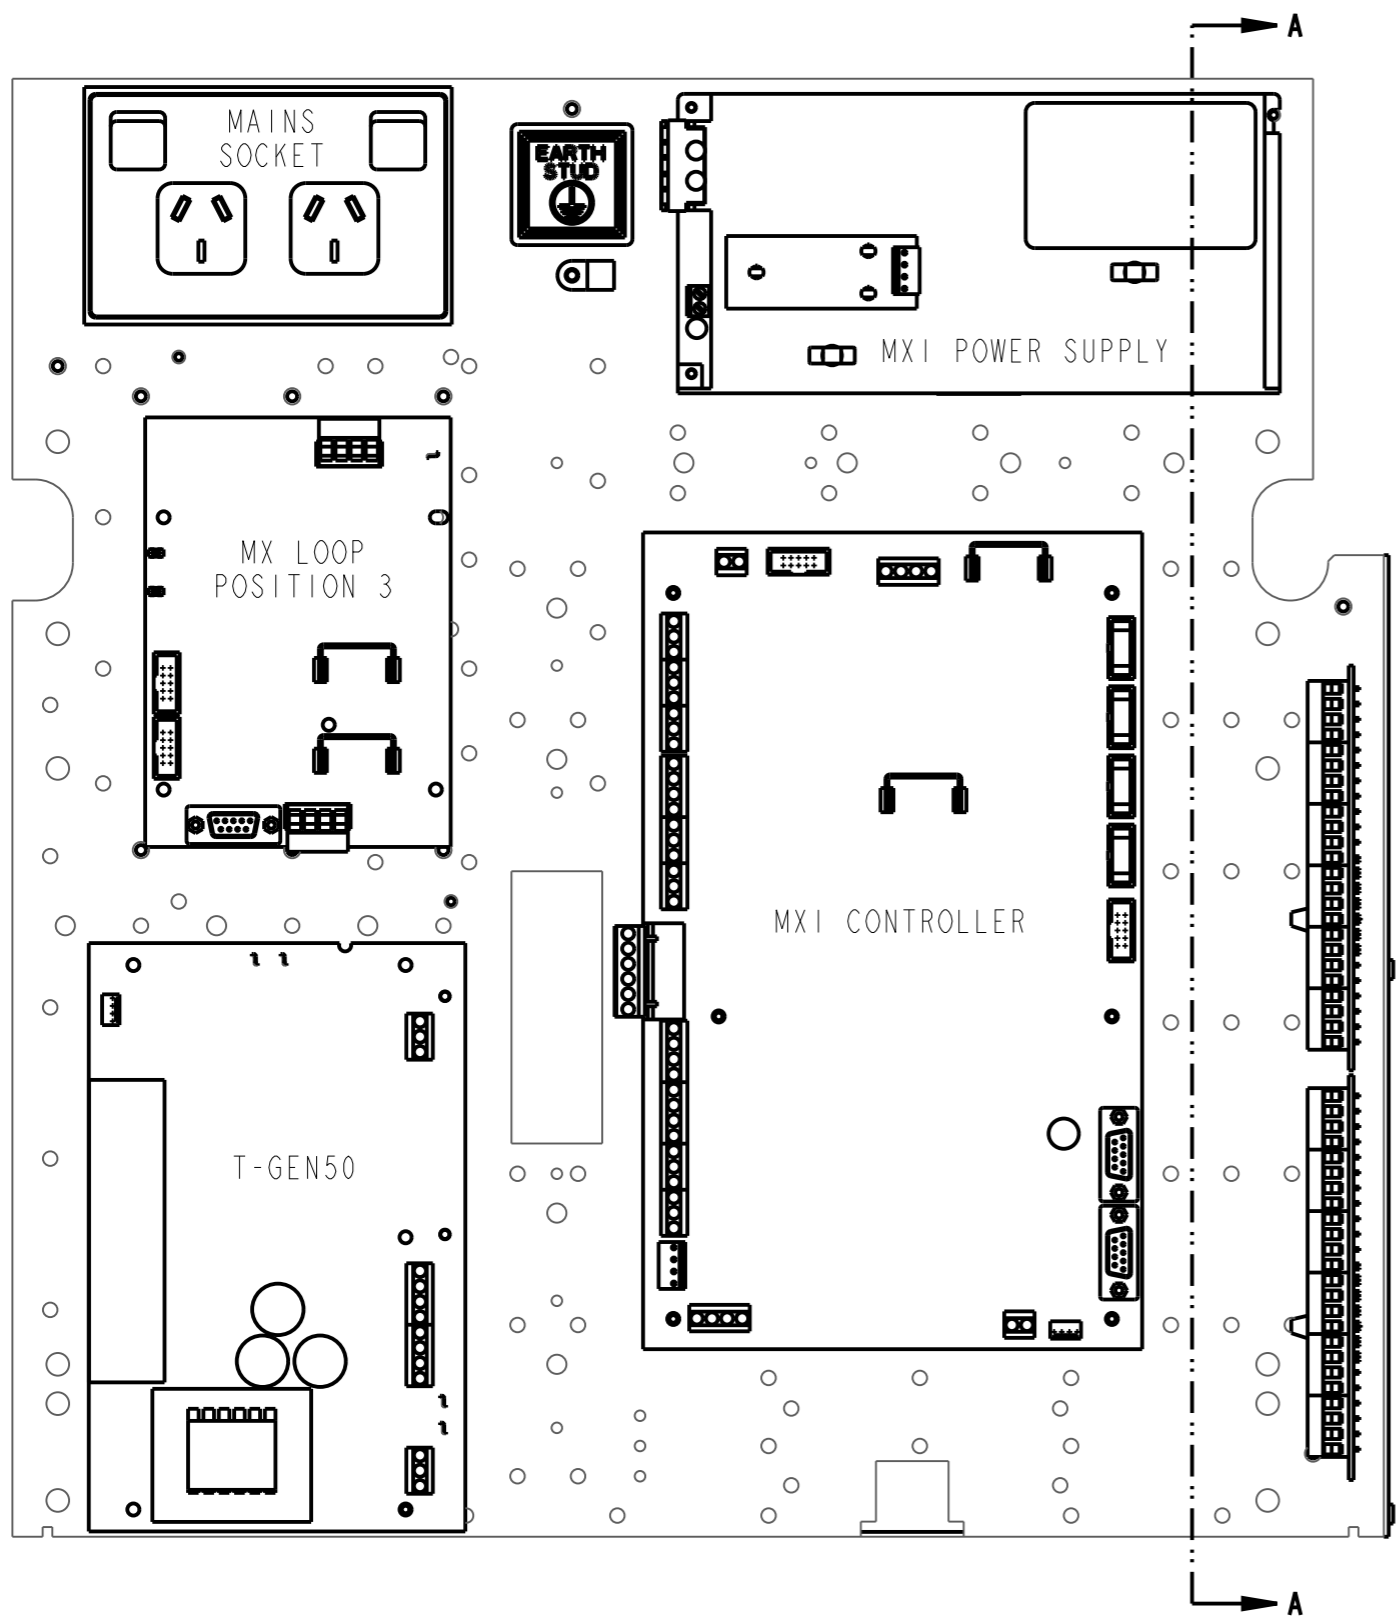 A
MAINS
SOCKET
EARTH
STUD
MXI POWER SUPPLY
MX LOOP
POSITION 3
MXI CONTROLLER
T-GEN50
A